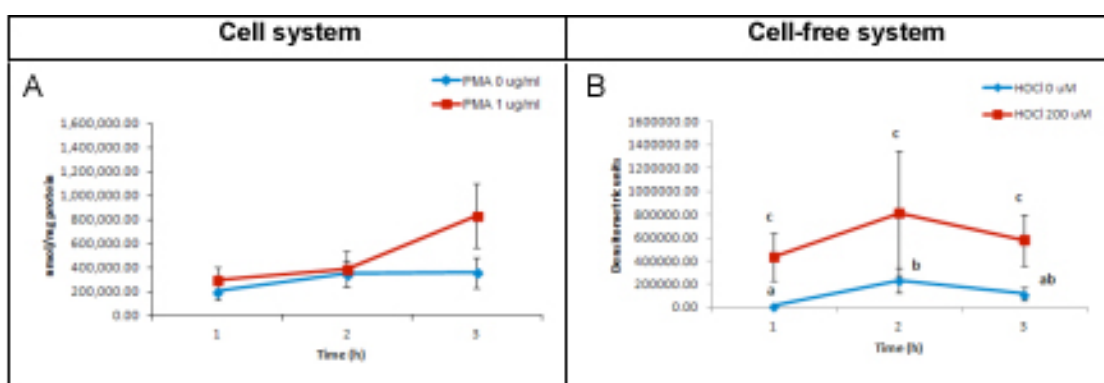 Cell system
Cell-free system
A
PMA 0 ug/ml
PMA 1 ug/ml
1,600,000.00
1,400,000.00
1,200,000.00
1,000,000.00
800,000.00
600,000.00
400,000.00
200,000.00
0.00
nmol/mg protein
1
2
3
Time (h)
B
HOCl 0 uM
HOCl 200 uM
1600000.00
1400000.00
1200000.00
1000000.00
800000.00
600000.00
400000.00
200000.00
0.00
Densitometric units
c
c
c
a
b
ab
1
2
3
Time (h)